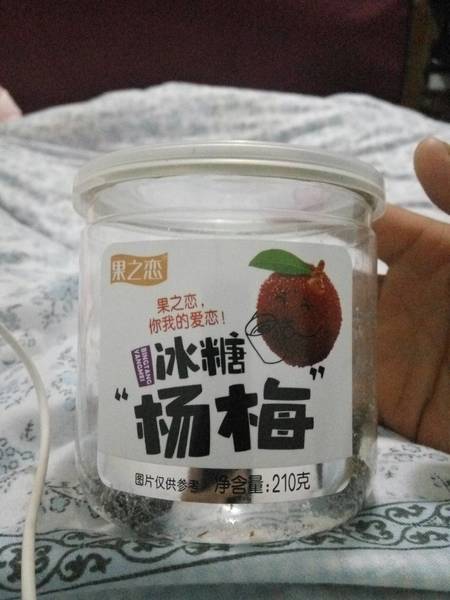 果之恋
果之恋,
你我的爱恋!
BINGTANG
YANGMEI
冰糖
“杨梅”
图片仅供参考 净含量:210克